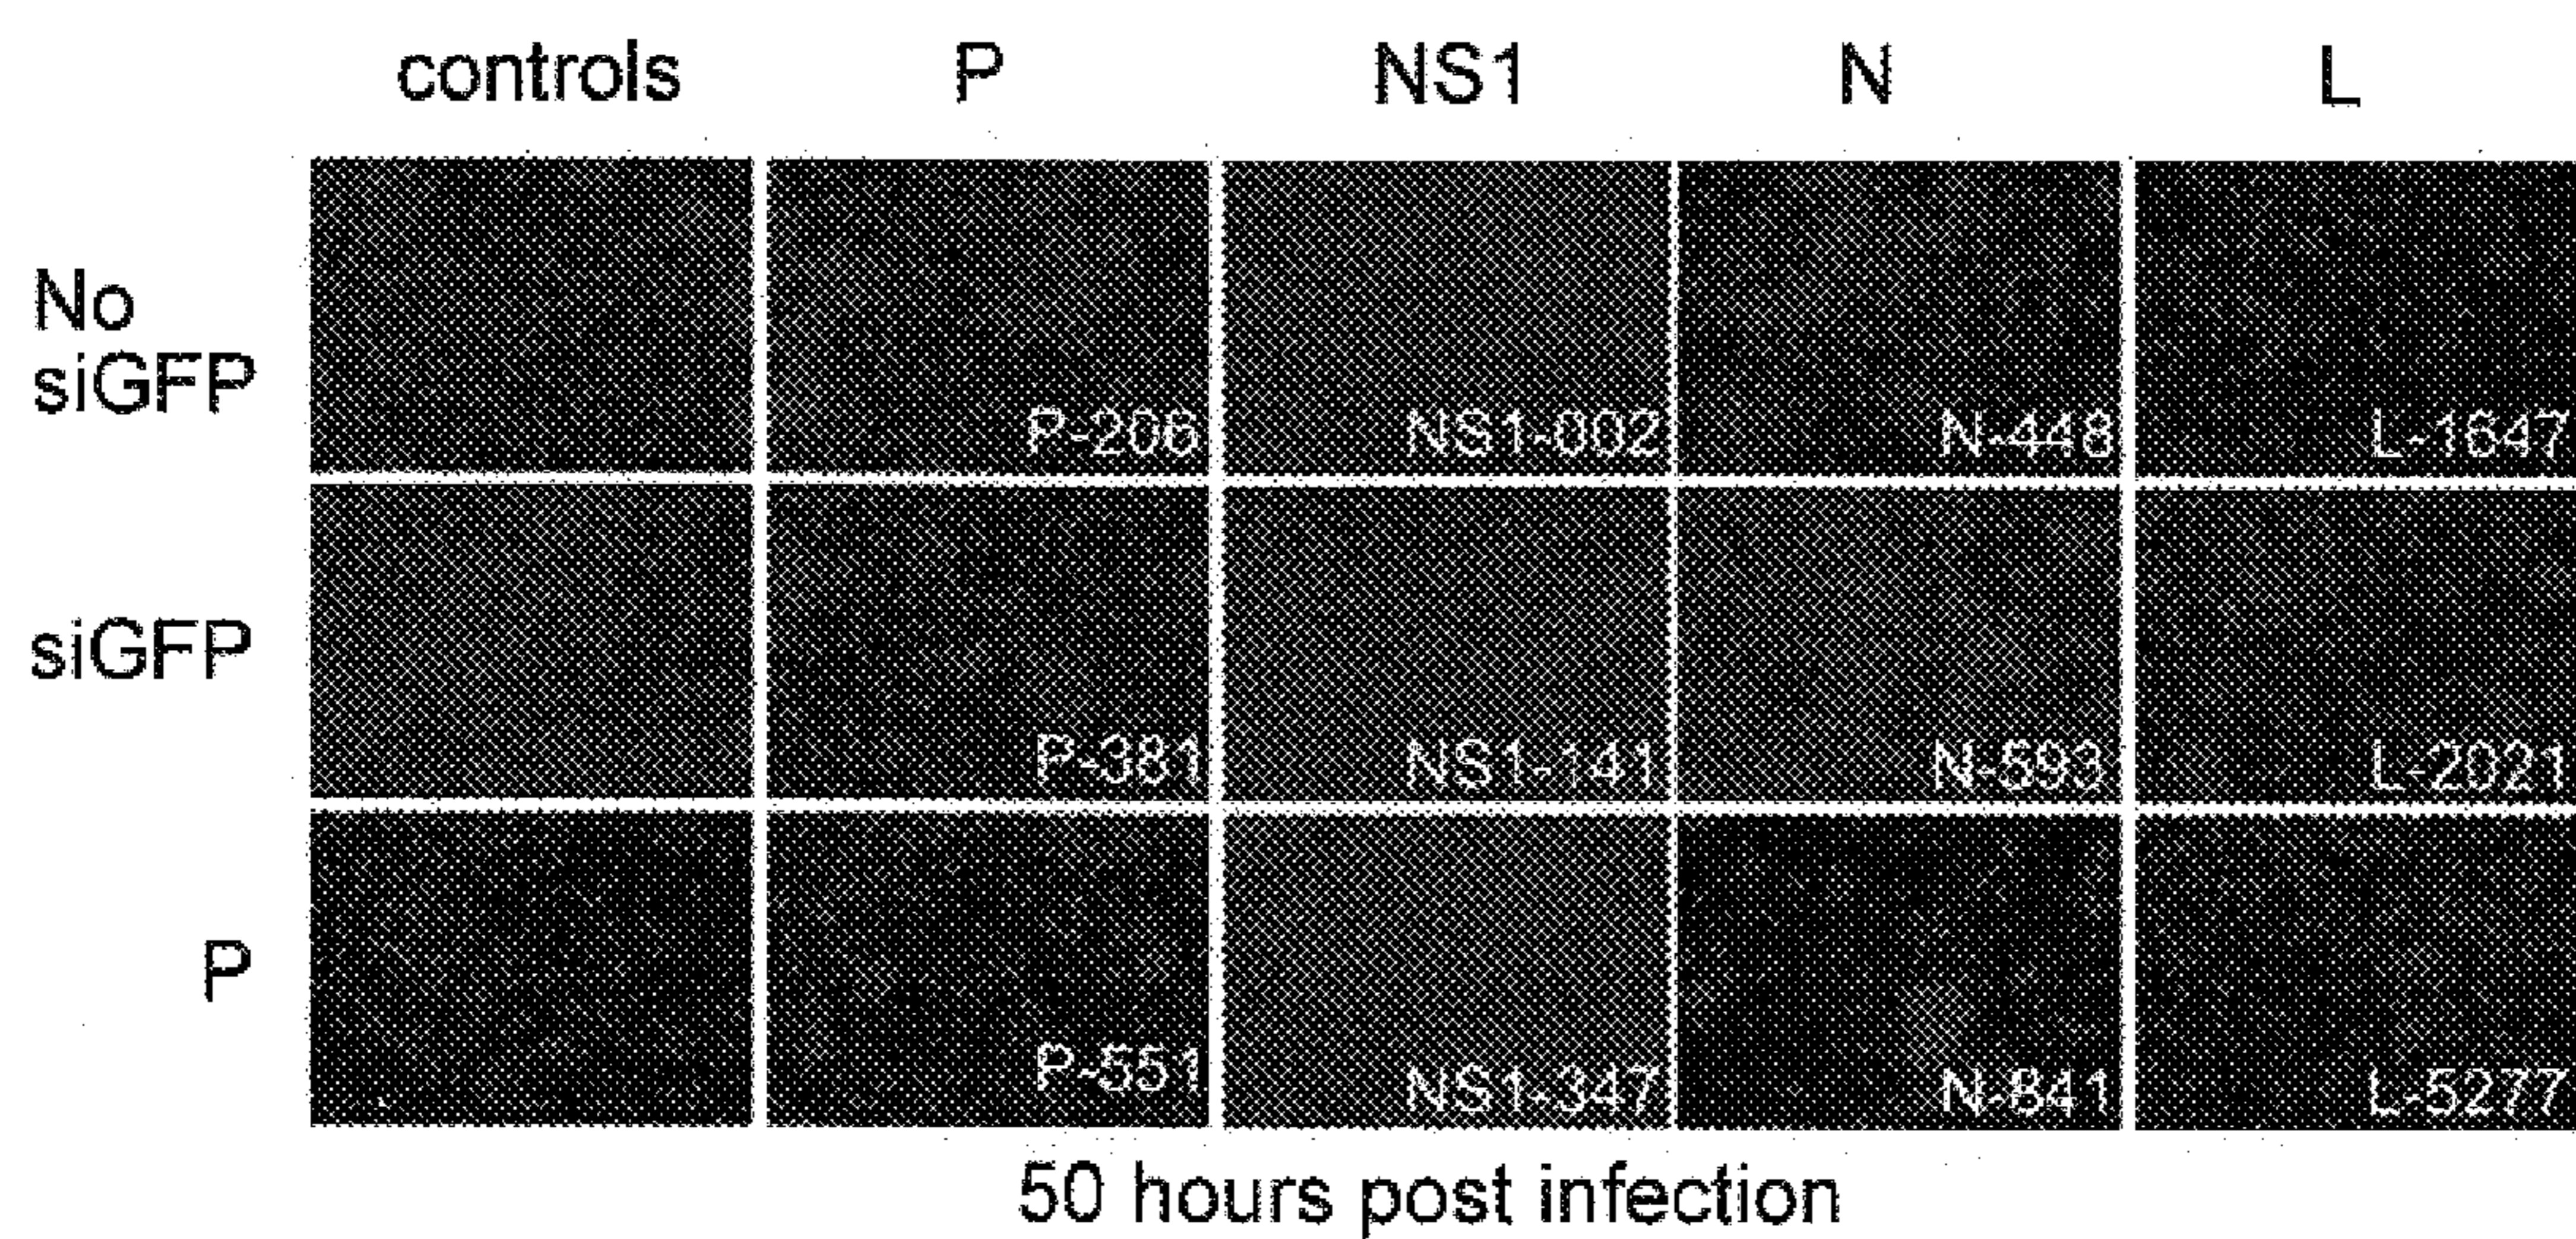 controls P NS1 N L
No
siGFP
P-206 NS1-002 N-448 L-1647
siGFP
P-381 NS1-141 N-593 L-2021
P
P-551 NS1-347 N-841 L-5277
50 hours post infection